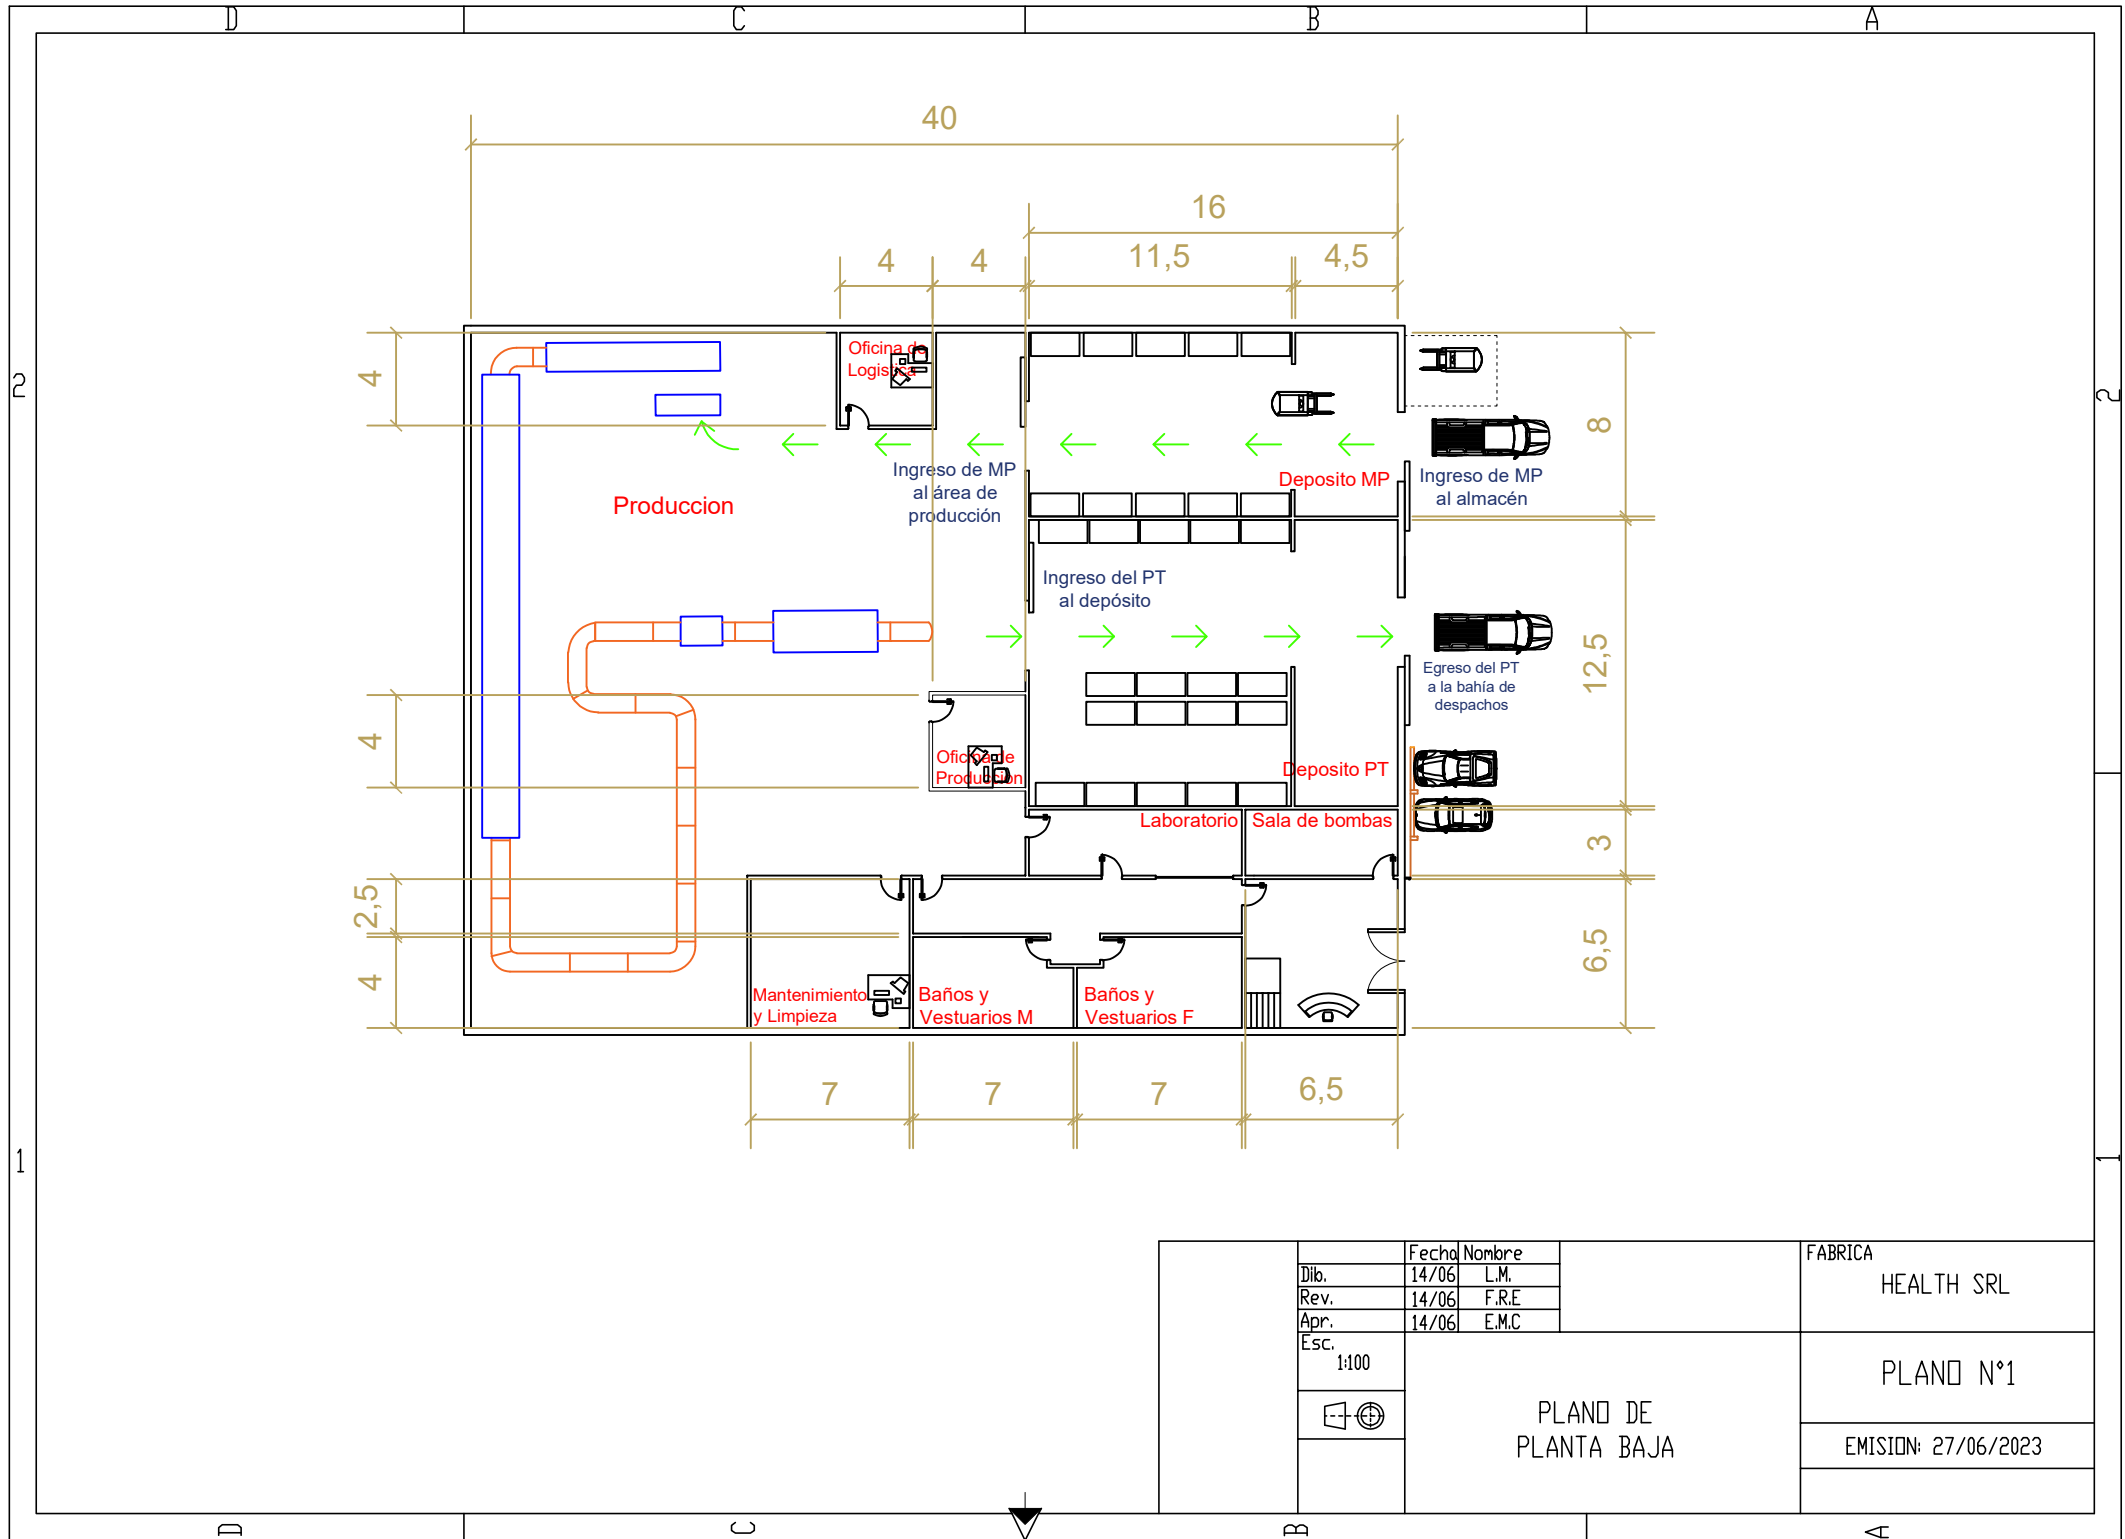 D
C
B
A
40
16
4
4
11,5
4,5
Oficina de
Logistica
4
2
2
8
Ingreso de MP
al área de
producción
Deposito MP
Ingreso de MP
al almacén
Produccion
Ingreso del PT
al depósito
12,5
Egreso del PT
a la bahía de
despachos
4
Oficina de
Producción
Deposito PT
Laboratorio
Sala de bombas
3
2,5
6,5
4
Mantenimiento
y Limpieza
Baños y
Vestuarios M
Baños y
Vestuarios F
7
7
7
6,5
1
1
Fecha Nombre
Dib. 14/06 L.M.
Rev. 14/06 F.R.E
Apr. 14/06 E.M.C
Esc.
1:100
FABRICA
HEALTH SRL
PLANO N°1
PLANO DE
PLANTA BAJA
EMISION: 27/06/2023
D
C
B
A